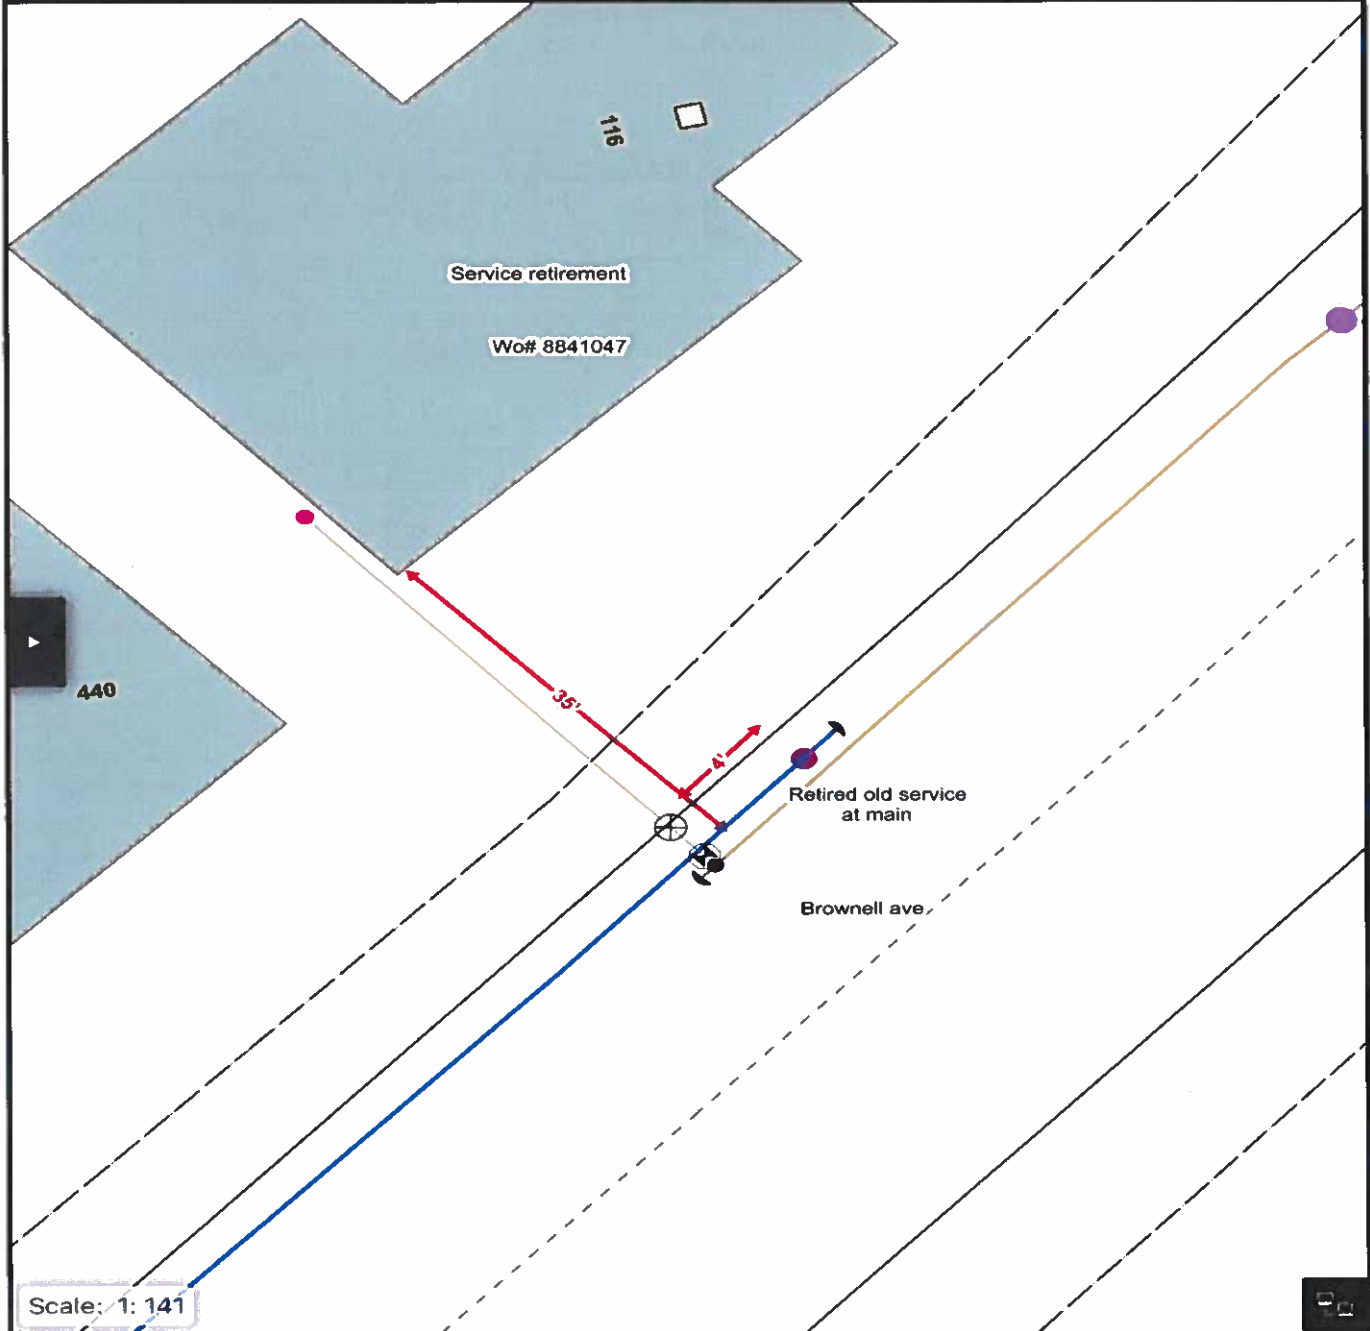 116
Service retirement
Wo# 8841047
440
35'
4'
Retired old service
at main
Brownell ave
Scale: 1: 141